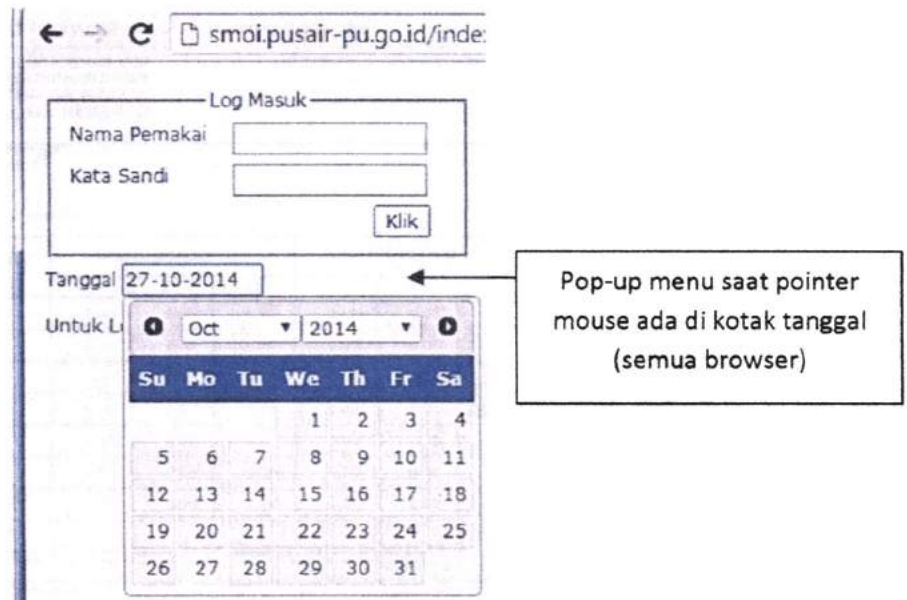 smoi.pusair-pu.go.id/inde
Log Masuk
Nama Pemakai
Kata Sandi
Klik
Tanggal 27-10-2014
Pop-up menu saat pointer
mouse ada di kotak tanggal
(semua browser)
Untuk
Oct 2014
Su Mo Tu We Th Fr Sa
1 2 3 4
5 6 7 8 9 10 11
12 13 14 15 16 17 18
19 20 21 22 23 24 25
26 27 28 29 30 31